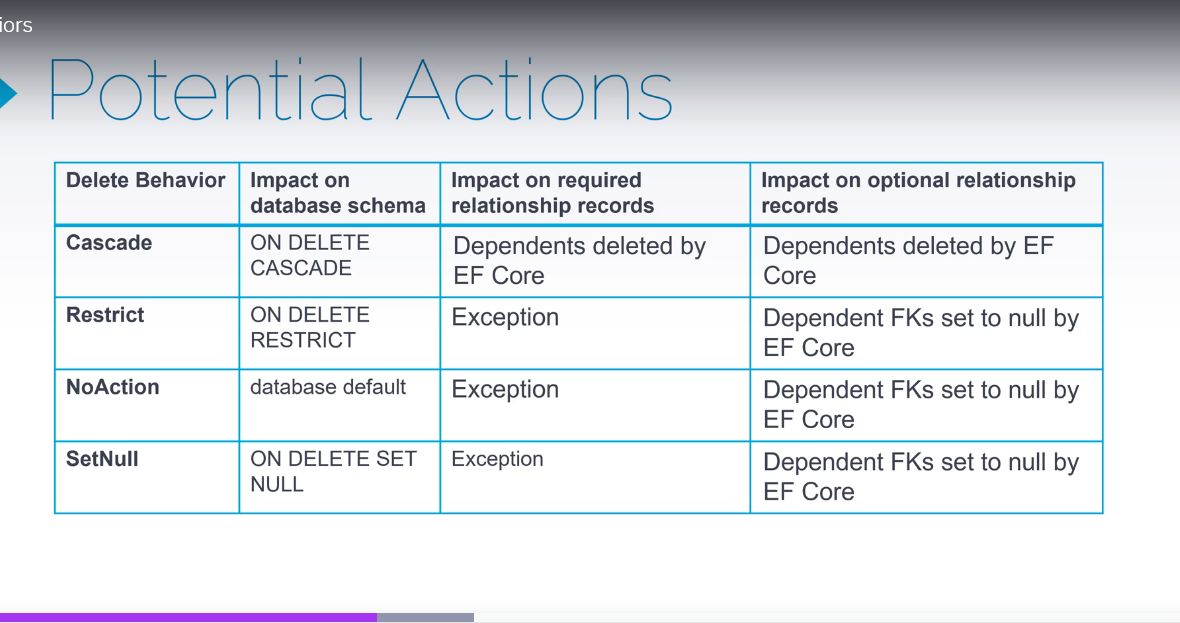 iors
Potential Actions
Delete Behavior
Impact on
database schema
Impact on required
relationship records
Impact on optional relationship
records
Cascade
ON DELETE
CASCADE
Dependents deleted by
EF Core
Dependents deleted by EF
Core
Restrict
ON DELETE
RESTRICT
Exception
Dependent FKs set to null by
EF Core
NoAction
database default
Exception
Dependent FKs set to null by
EF Core
SetNull
ON DELETE SET
NULL
Exception
Dependent FKs set to null by
EF Core